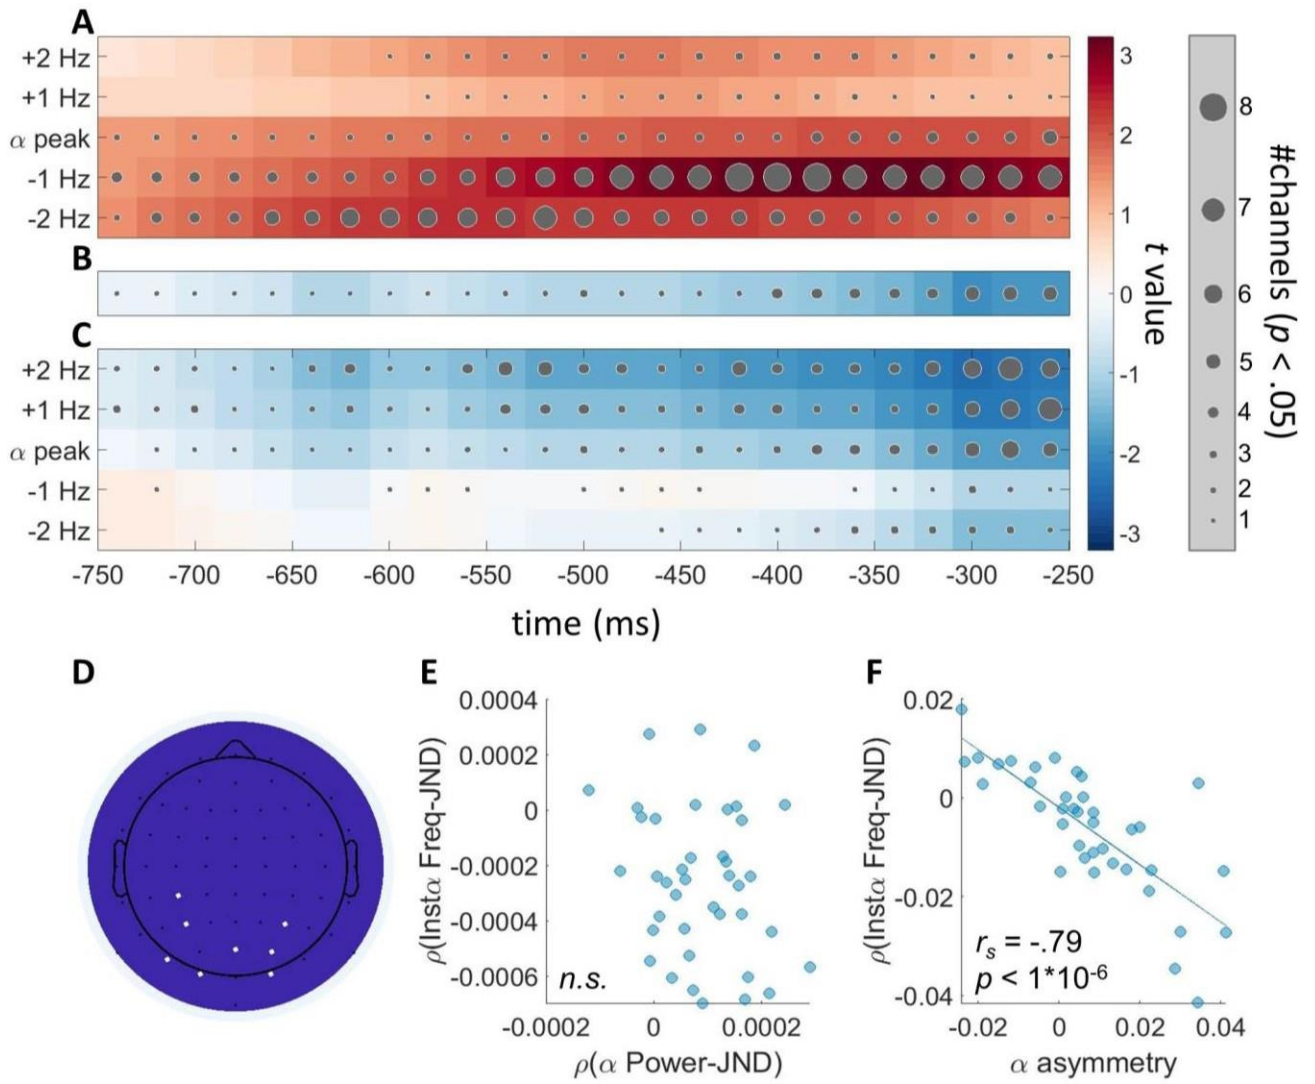 A
+2 Hz
+1 Hz
α peak
-1 Hz
-2 Hz
B
C
+2 Hz
+1 Hz
α peak
-1 Hz
-2 Hz
-750 -700 -650 -600 -550 -500 -450 -400 -350 -300 -250
time (ms)
3
2
1
0
-1
-2
-3
t value
8
7
6
5
4
3
2
1
#channels (p < .05)
D
E
0.0004
0.0002
0
-0.0002
-0.0004
-0.0006
ρ(Instα Freq-JND)
n.s.
-0.0002 0 0.0002
ρ(α Power-JND)
F
0.02
0
-0.02
-0.04
ρ(Instα Freq-JND)
rₛ = -.79
p < 1*10⁻⁶
-0.02 0 0.02 0.04
α asymmetry